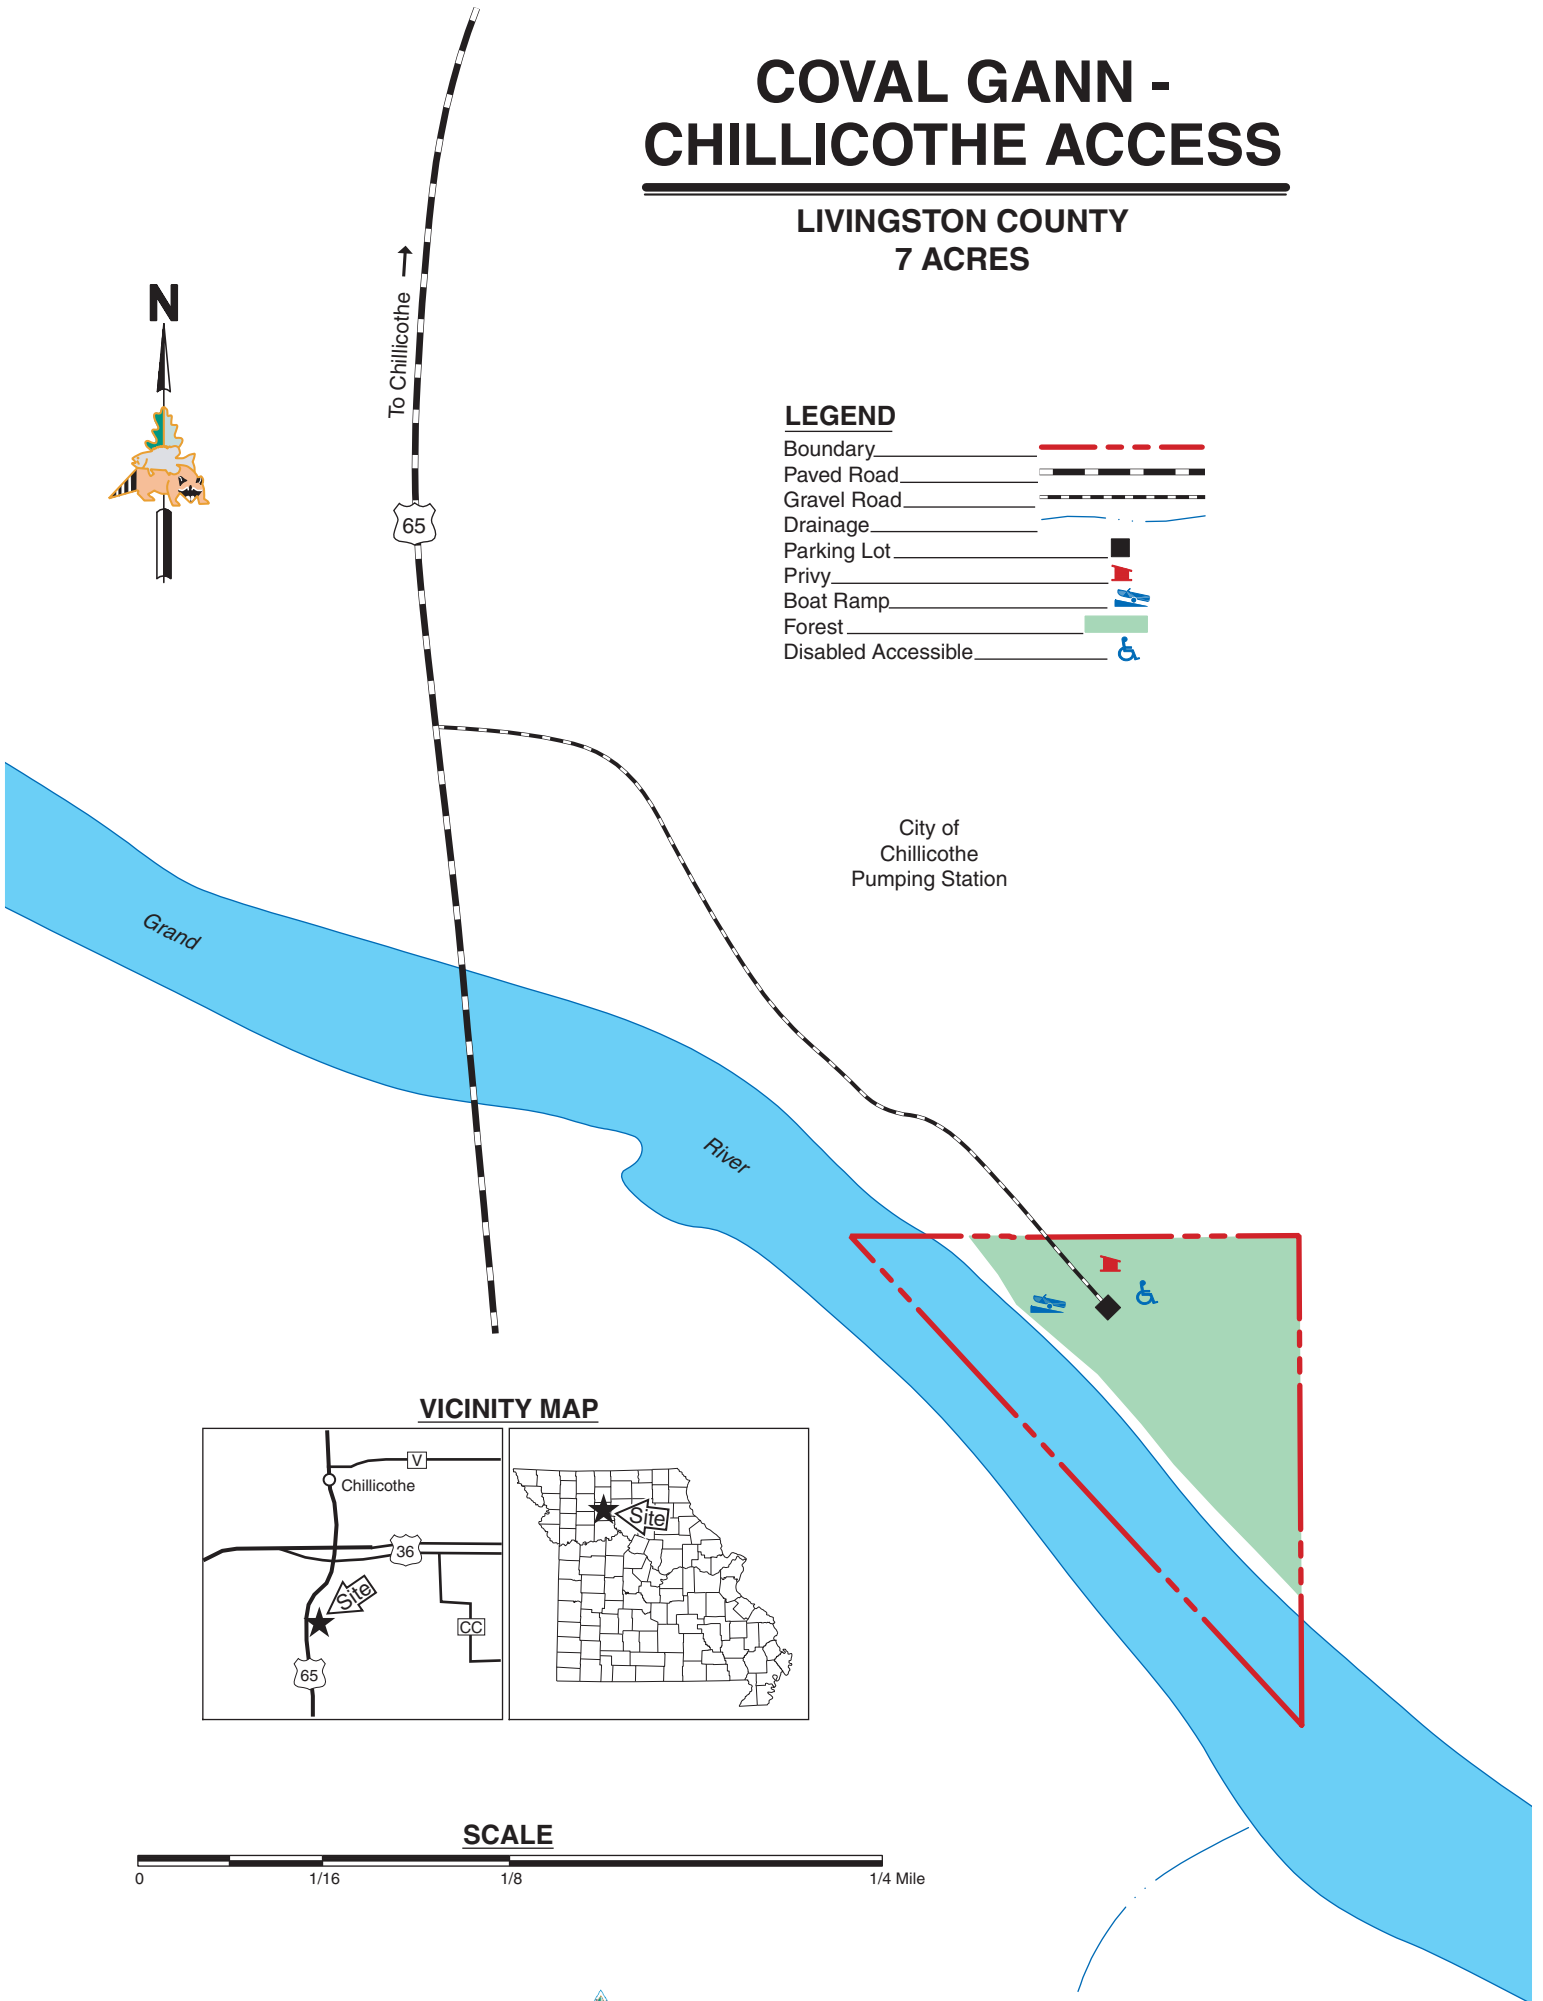 COVAL GANN -
CHILLICOTHE ACCESS
LIVINGSTON COUNTY
7 ACRES
N
To Chillicothe
65
LEGEND
Boundary
Paved Road
Gravel Road
Drainage
Parking Lot
Privy
Boat Ramp
Forest
Disabled Accessible
City of
Chillicothe
Pumping Station
Grand
River
VICINITY MAP
V
Chillicothe
36
Site
CC
65
Site
SCALE
0 1/16 1/8 1/4 Mile